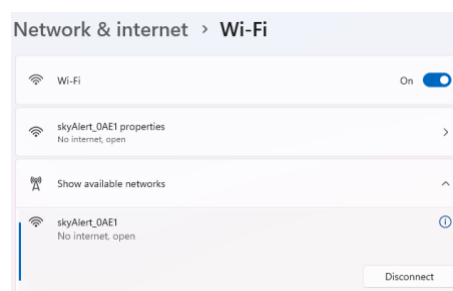 Network & internet > Wi-Fi
Wi-Fi On
skyAlert_0AE1 properties
No internet, open
Show available networks
skyAlert_0AE1
No internet, open
Disconnect